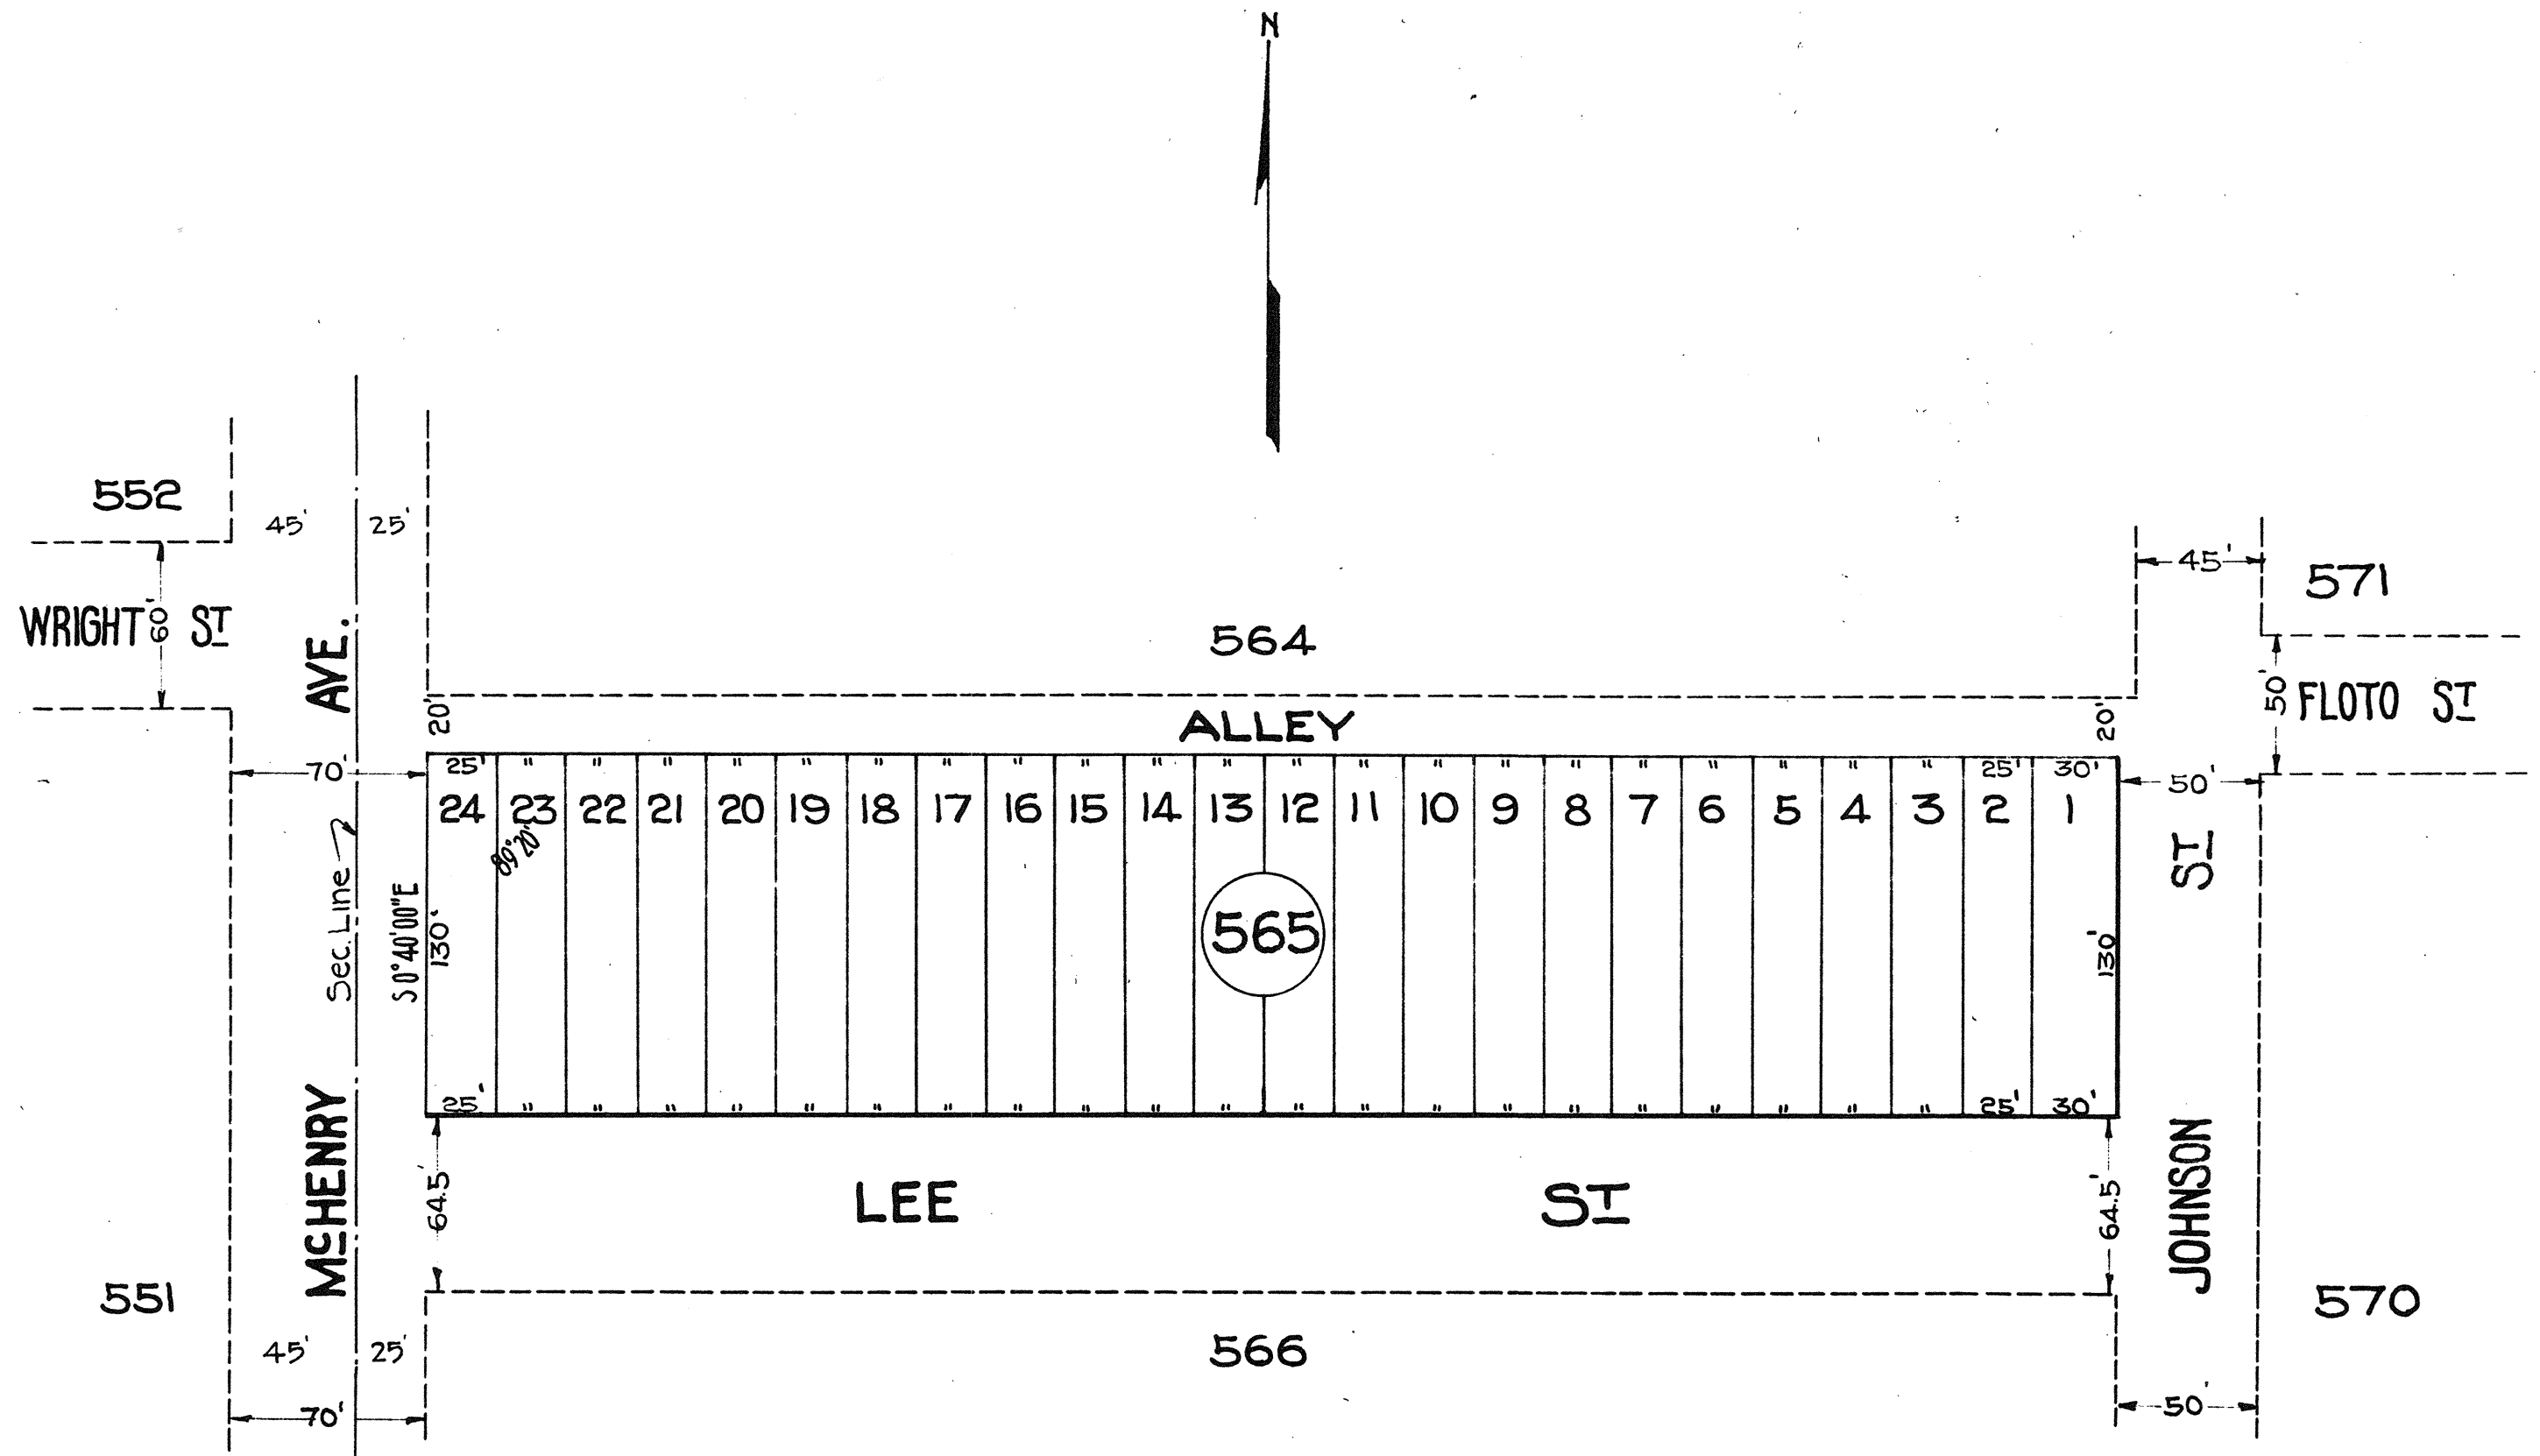 N
552
45' 25'
45'
571
WRIGHT ST
60'
AVE.
564
50'
FLOTO ST
20'
ALLEY
20'
70'
25' " " " " " " " " " " " " " " " " " " " " " 25' 30'
50'
24 23 22 21 20 19 18 17 16 15 14 13 12 11 10 9 8 7 6 5 4 3 2 1
89°20'
Sec. Line
S 0°40'00"E
130'
565
130'
ST
25' " " " " " " " " " " " " " " " " " " " " " 25' 30'
McHENRY
64.5'
LEE ST
64.5'
JOHNSON
551
570
45' 25'
566
70'
50'